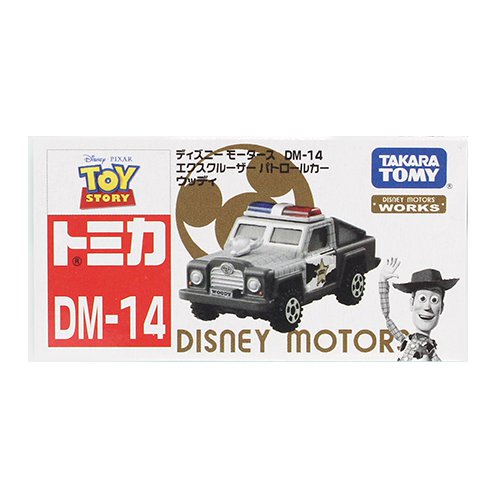 Disney · PIXAR
TOY
STORY
トミカ®
DM-14
ディズニー モータース DM-14
エクスクルーザー パトロールカー
ウッディ
TAKARA
TOMY®
DISNEY MOTORS
WORKS
WOODY
DISNEY MOTOR